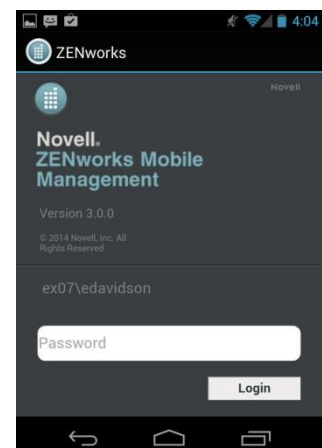 4:04
ZENworks
Novell
Novell.
ZENworks Mobile
Management
Version 3.0.0
© 2014 Novell, Inc. All
Rights Reserved
ex07\edavidson
Password
Login